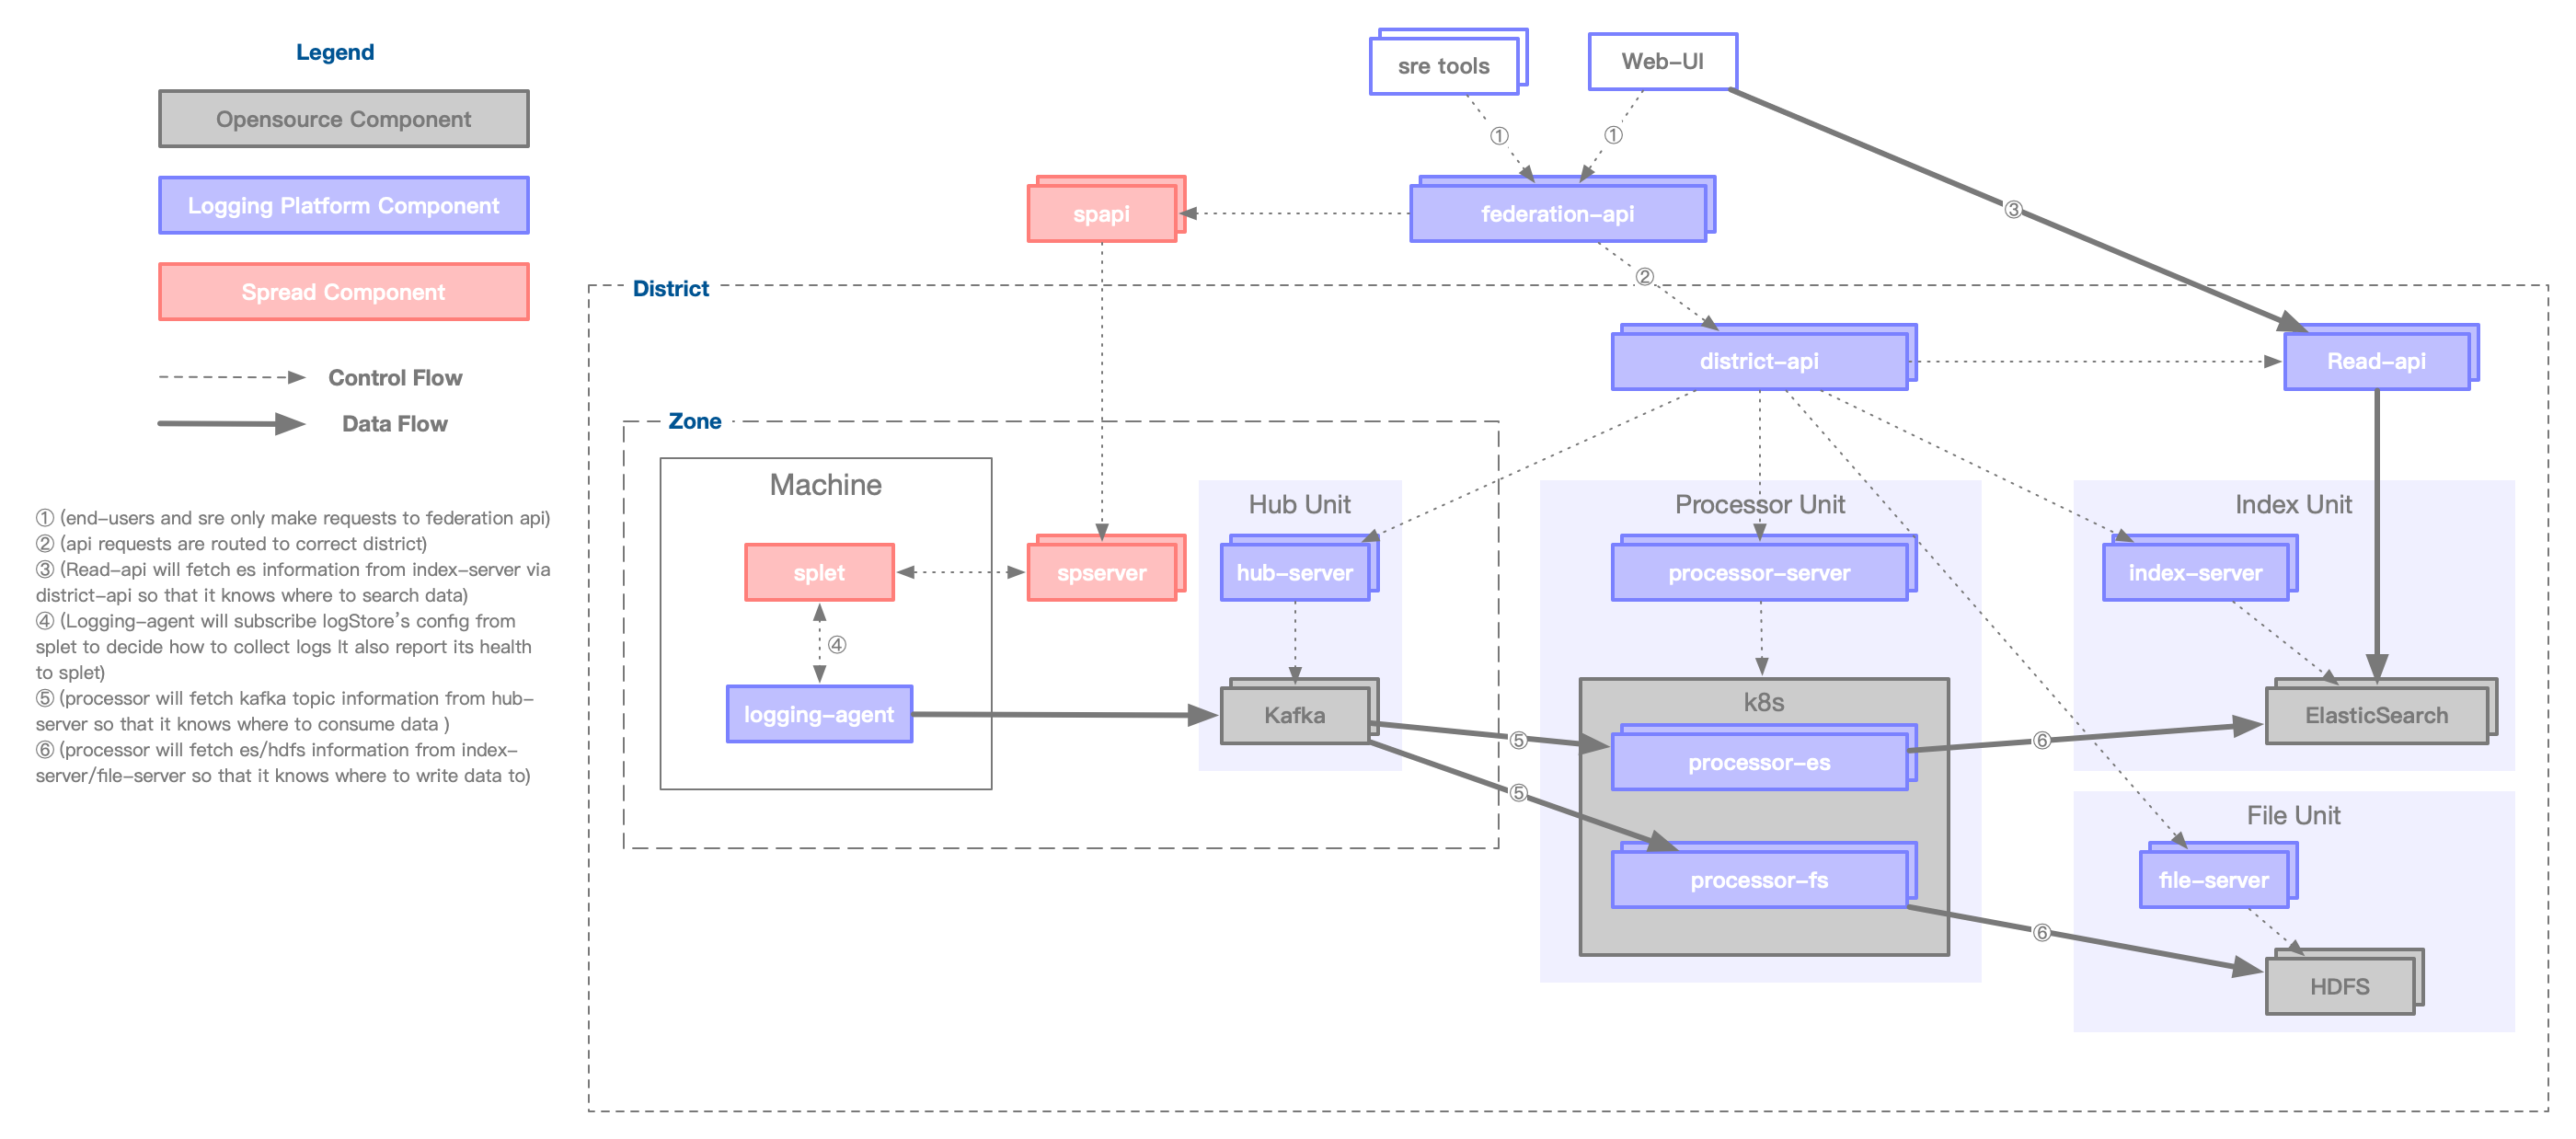 Legend
Opensource Component
Logging Platform Component
Spread Component
Control Flow
Data Flow
① (end-users and sre only make requests to federation api)
② (api requests are routed to correct district)
③ (Read-api will fetch es information from index-server via
district-api so that it knows where to search data)
④ (Logging-agent will subscribe logStore's config from
splet to decide how to collect logs It also report its health
to splet)
⑤ (processor will fetch kafka topic information from hub-
server so that it knows where to consume data )
⑥ (processor will fetch es/hdfs information from index-
server/file-server so that it knows where to write data to)
sre tools
Web-UI
①
①
spapi
federation-api
③
②
District
district-api
Read-api
Zone
Machine
Hub Unit
Processor Unit
Index Unit
splet
spserver
hub-server
processor-server
index-server
④
logging-agent
Kafka
k8s
ElasticSearch
⑤
⑥
processor-es
⑤
File Unit
processor-fs
file-server
⑥
HDFS